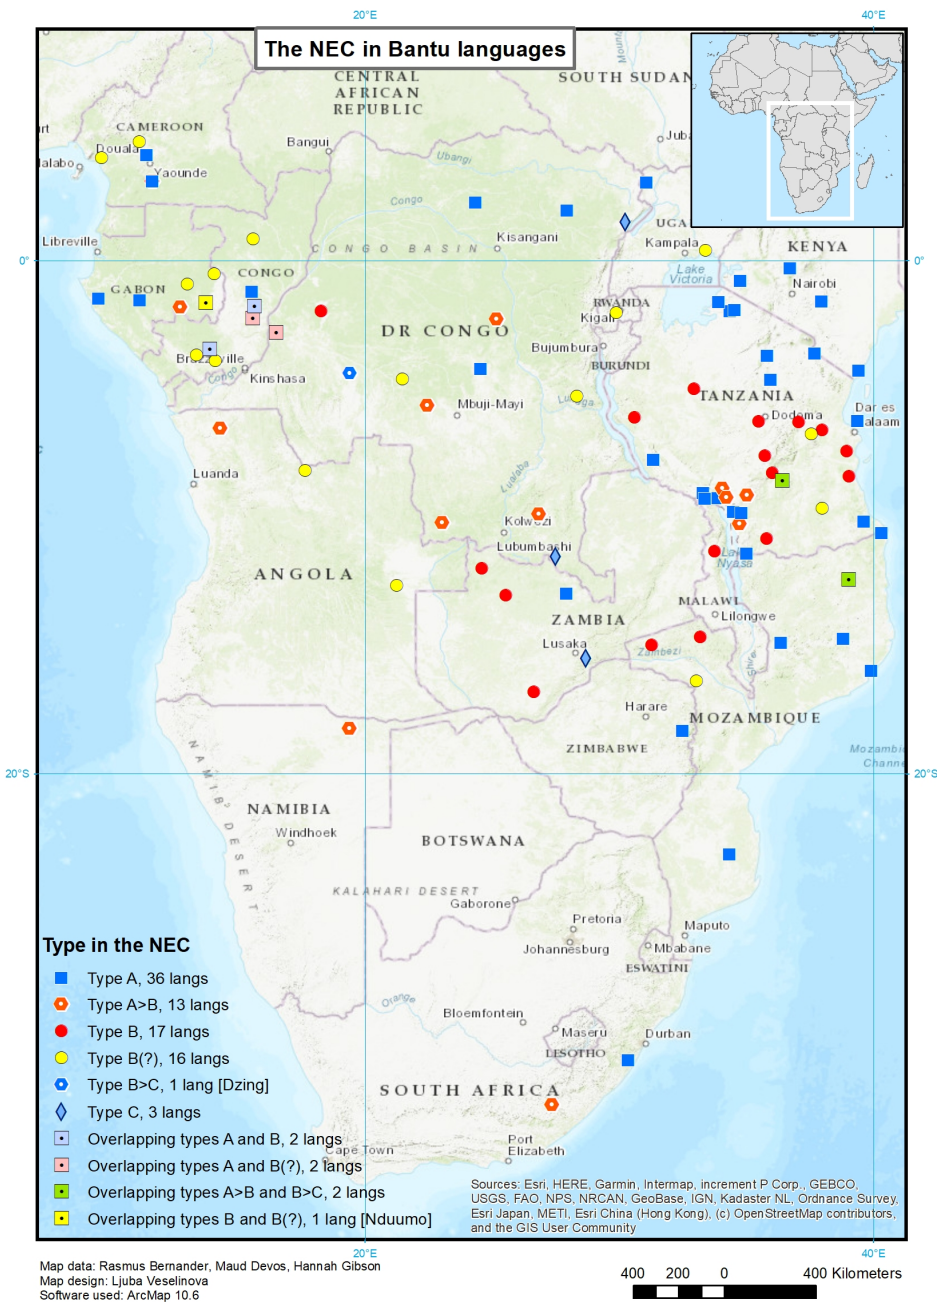 20°E
40°E
The NEC in Bantu languages
CENTRAL
AFRICAN
REPUBLIC
SOUTH SUDAN
CAMEROON
Douala
Yaounde
Bangui
Juba
Ubangi
Congo
Libreville
Kisangani
CONGO BASIN
UGA
Kampala
KENYA
0°
0°
CONGO
GABON
Lake
Victoria
Nairobi
RWANDA
Kigali
DR CONGO
Bujumbura
BURUNDI
Brazzaville
Congo
Kinshasa
TANZANIA
Mbuji-Mayi
Dodoma
Dar es
Salaam
Luanda
Lualaba
Kolwezi
Lubumbashi
Lake
Nyasa
ANGOLA
MALAWI
Lilongwe
ZAMBIA
Lusaka
Zambezi
Shire
Harare
MOZAMBIQUE
ZIMBABWE
Mozambi
Channe
20°S
20°S
NAMIB DESERT
NAMIBIA
Windhoek
BOTSWANA
KALAHARI DESERT
Gaborone
Pretoria
Johannesburg
Maputo
Mbabane
ESWATINI
Orange
Bloemfontein
Maseru
LESOTHO
Durban
SOUTH AFRICA
Cape Town
Port
Elizabeth
Type in the NEC
Type A, 36 langs
Type A>B, 13 langs
Type B, 17 langs
Type B(?), 16 langs
Type B>C, 1 lang [Dzing]
Type C, 3 langs
Overlapping types A and B, 2 langs
Overlapping types A and B(?), 2 langs
Overlapping types A>B and B>C, 2 langs
Overlapping types B and B(?), 1 lang [Nduumo]
Sources: Esri, HERE, Garmin, Intermap, increment P Corp., GEBCO,
USGS, FAO, NPS, NRCAN, GeoBase, IGN, Kadaster NL, Ordnance Survey,
Esri Japan, METI, Esri China (Hong Kong), (c) OpenStreetMap contributors,
and the GIS User Community
20°E
40°E
Map data: Rasmus Bernander, Maud Devos, Hannah Gibson
Map design: Ljuba Veselinova
Software used: ArcMap 10.6
400 200 0 400 Kilometers